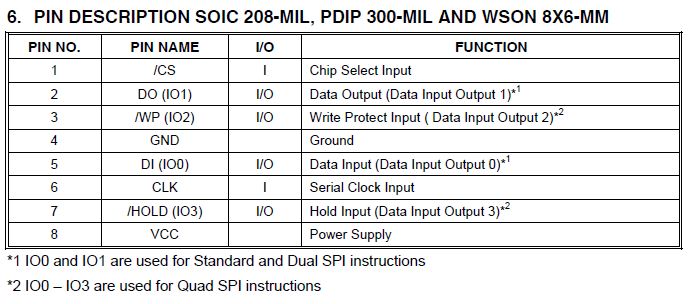 6. PIN DESCRIPTION SOIC 208-MIL, PDIP 300-MIL AND WSON 8X6-MM
PIN NO. PIN NAME I/O FUNCTION
1 /CS I Chip Select Input
2 DO (IO1) I/O Data Output (Data Input Output 1)*1
3 /WP (IO2) I/O Write Protect Input ( Data Input Output 2)*2
4 GND Ground
5 DI (IO0) I/O Data Input (Data Input Output 0)*1
6 CLK I Serial Clock Input
7 /HOLD (IO3) I/O Hold Input (Data Input Output 3)*2
8 VCC Power Supply
*1 IO0 and IO1 are used for Standard and Dual SPI instructions
*2 IO0 – IO3 are used for Quad SPI instructions